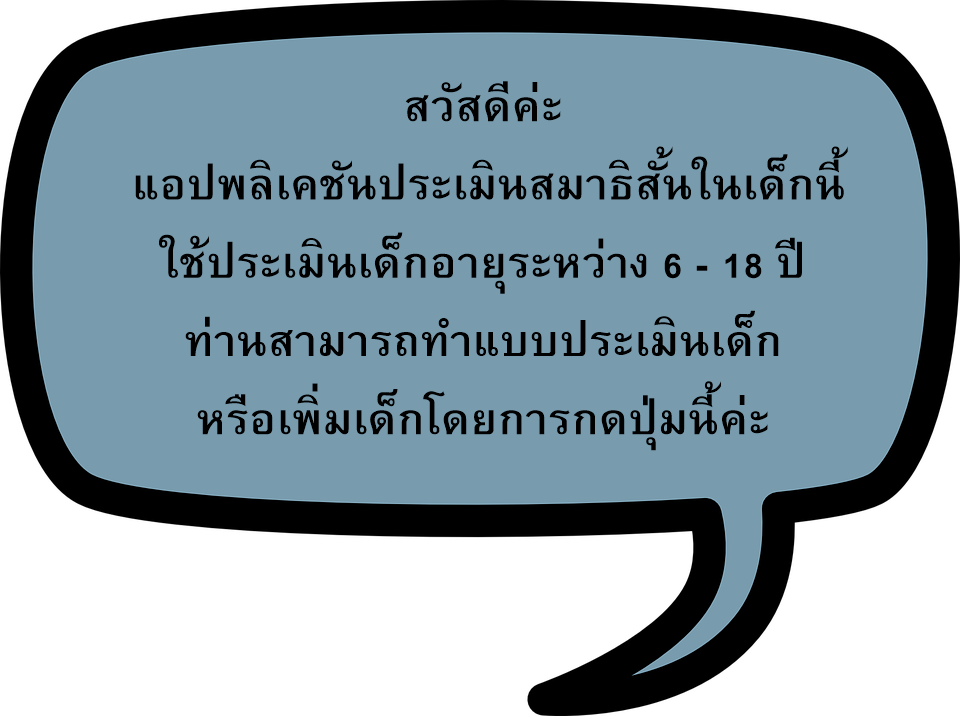 สวัสดีค่ะ
แอปพลิเคชันประเมินสมาธิสั้นในเด็กนี้
ใช้ประเมินเด็กอายุระหว่าง 6 - 18 ปี
ท่านสามารถทำแบบประเมินเด็ก
หรือเพิ่มเด็กโดยการกดปุ่มนี้ค่ะ